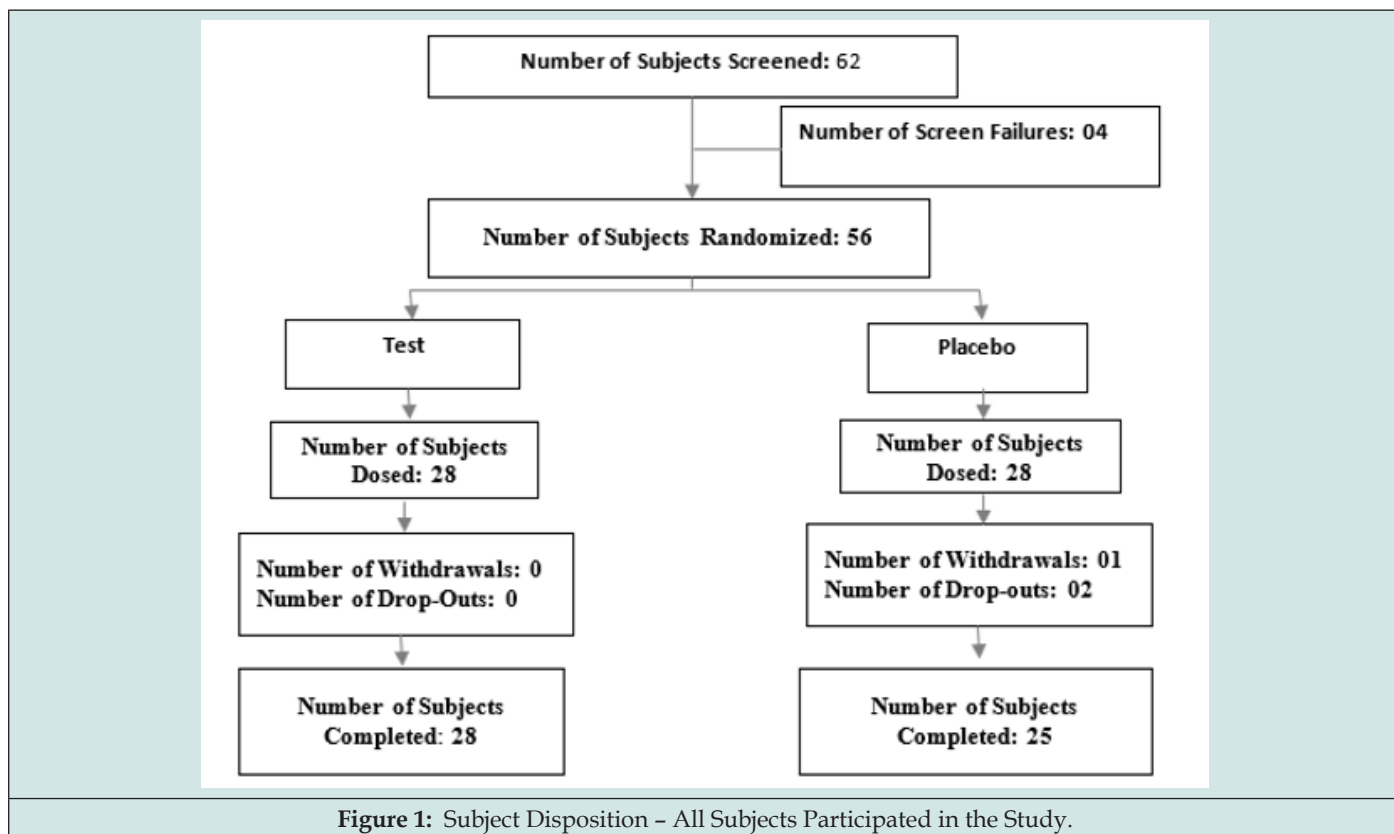 Number of Subjects Screened: 62
Number of Screen Failures: 04
Number of Subjects Randomized: 56
Test
Placebo
Number of Subjects
Dosed: 28
Number of Subjects
Dosed: 28
Number of Withdrawals: 0
Number of Drop-Outs: 0
Number of Withdrawals: 01
Number of Drop-outs: 02
Number of Subjects
Completed: 28
Number of Subjects
Completed: 25
Figure 1: Subject Disposition – All Subjects Participated in the Study.